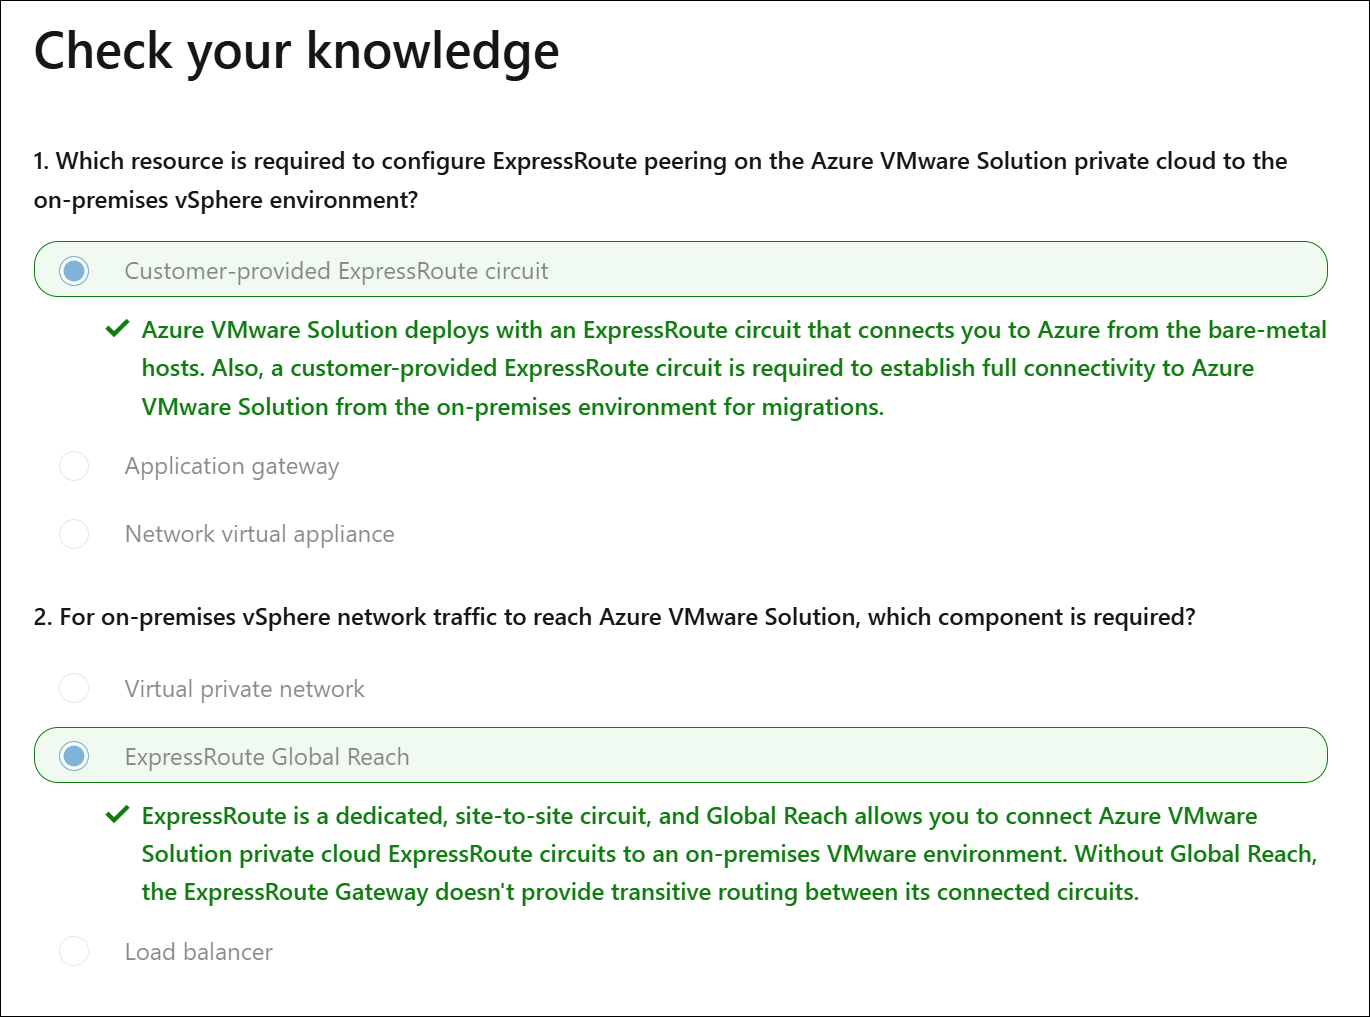 Check your knowledge
1. Which resource is required to configure ExpressRoute peering on the Azure VMware Solution private cloud to the
on-premises vSphere environment?
Customer-provided ExpressRoute circuit
Azure VMware Solution deploys with an ExpressRoute circuit that connects you to Azure from the bare-metal
hosts. Also, a customer-provided ExpressRoute circuit is required to establish full connectivity to Azure
VMware Solution from the on-premises environment for migrations.
Application gateway
Network virtual appliance
2. For on-premises vSphere network traffic to reach Azure VMware Solution, which component is required?
Virtual private network
ExpressRoute Global Reach
ExpressRoute is a dedicated, site-to-site circuit, and Global Reach allows you to connect Azure VMware
Solution private cloud ExpressRoute circuits to an on-premises VMware environment. Without Global Reach,
the ExpressRoute Gateway doesn't provide transitive routing between its connected circuits.
Load balancer